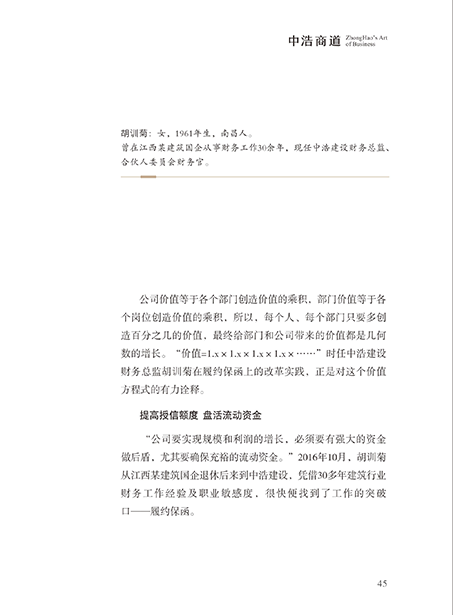 中浩商道 ZhongHao's Art
of Business
胡训菊：女，1961年生，南昌人。
曾在江西某建筑国企从事财务工作30余年，现任中浩建设财务总监、
合伙人委员会财务官。
公司价值等于各个部门创造价值的乘积，部门价值等于各
个岗位创造价值的乘积，所以，每个人、每个部门只要多创
造百分之几的价值，最终给部门和公司带来的价值都是几何
数的增长。“价值=1.x×1.x×1.x×1.x×……”时任中浩建设
财务总监胡训菊在履约保函上的改革实践，正是对这个价值
方程式的有力诠释。
提高授信额度 盘活流动资金
“公司要实现规模和利润的增长，必须要有强大的资金
做后盾，尤其要确保充裕的流动资金。”2016年10月，胡训菊
从江西某建筑国企退休后来到中浩建设，凭借30多年建筑行业
财务工作经验及职业敏感度，很快便找到了工作的突破
口——履约保函。
45